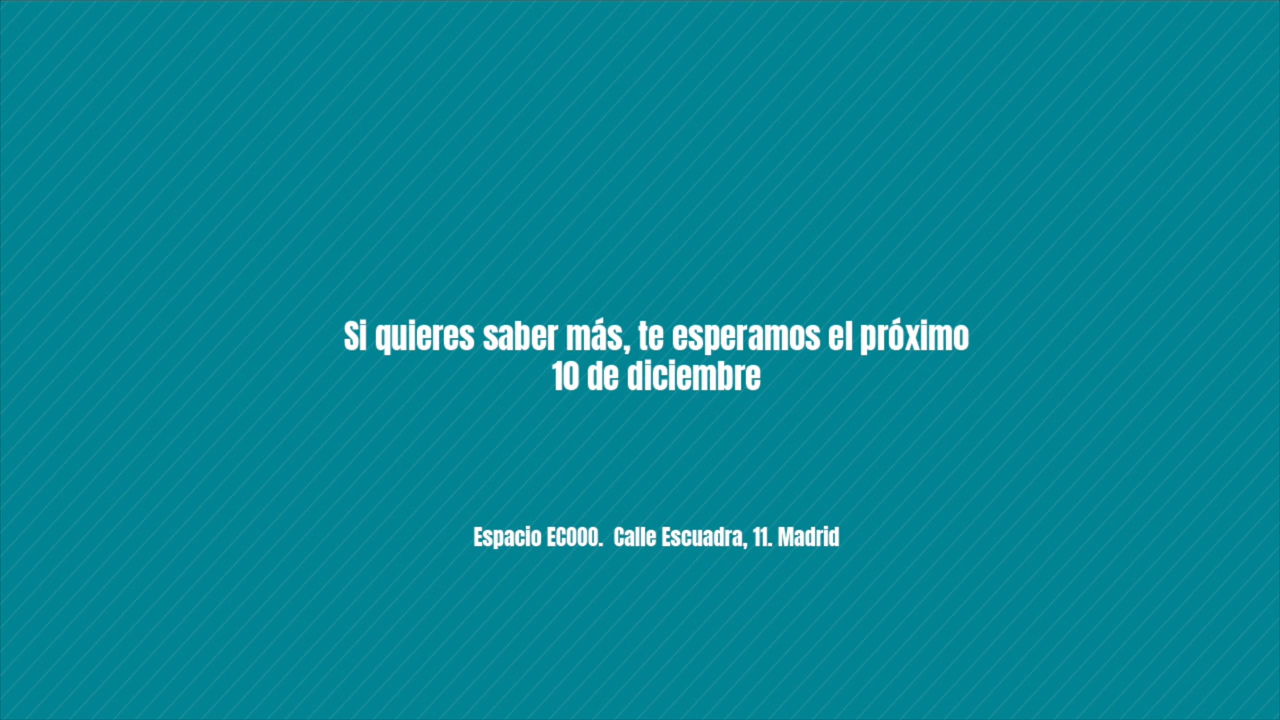 Si quieres saber más, te esperamos el próximo
10 de diciembre
Espacio ECOOO. Calle Escuadra, 11. Madrid